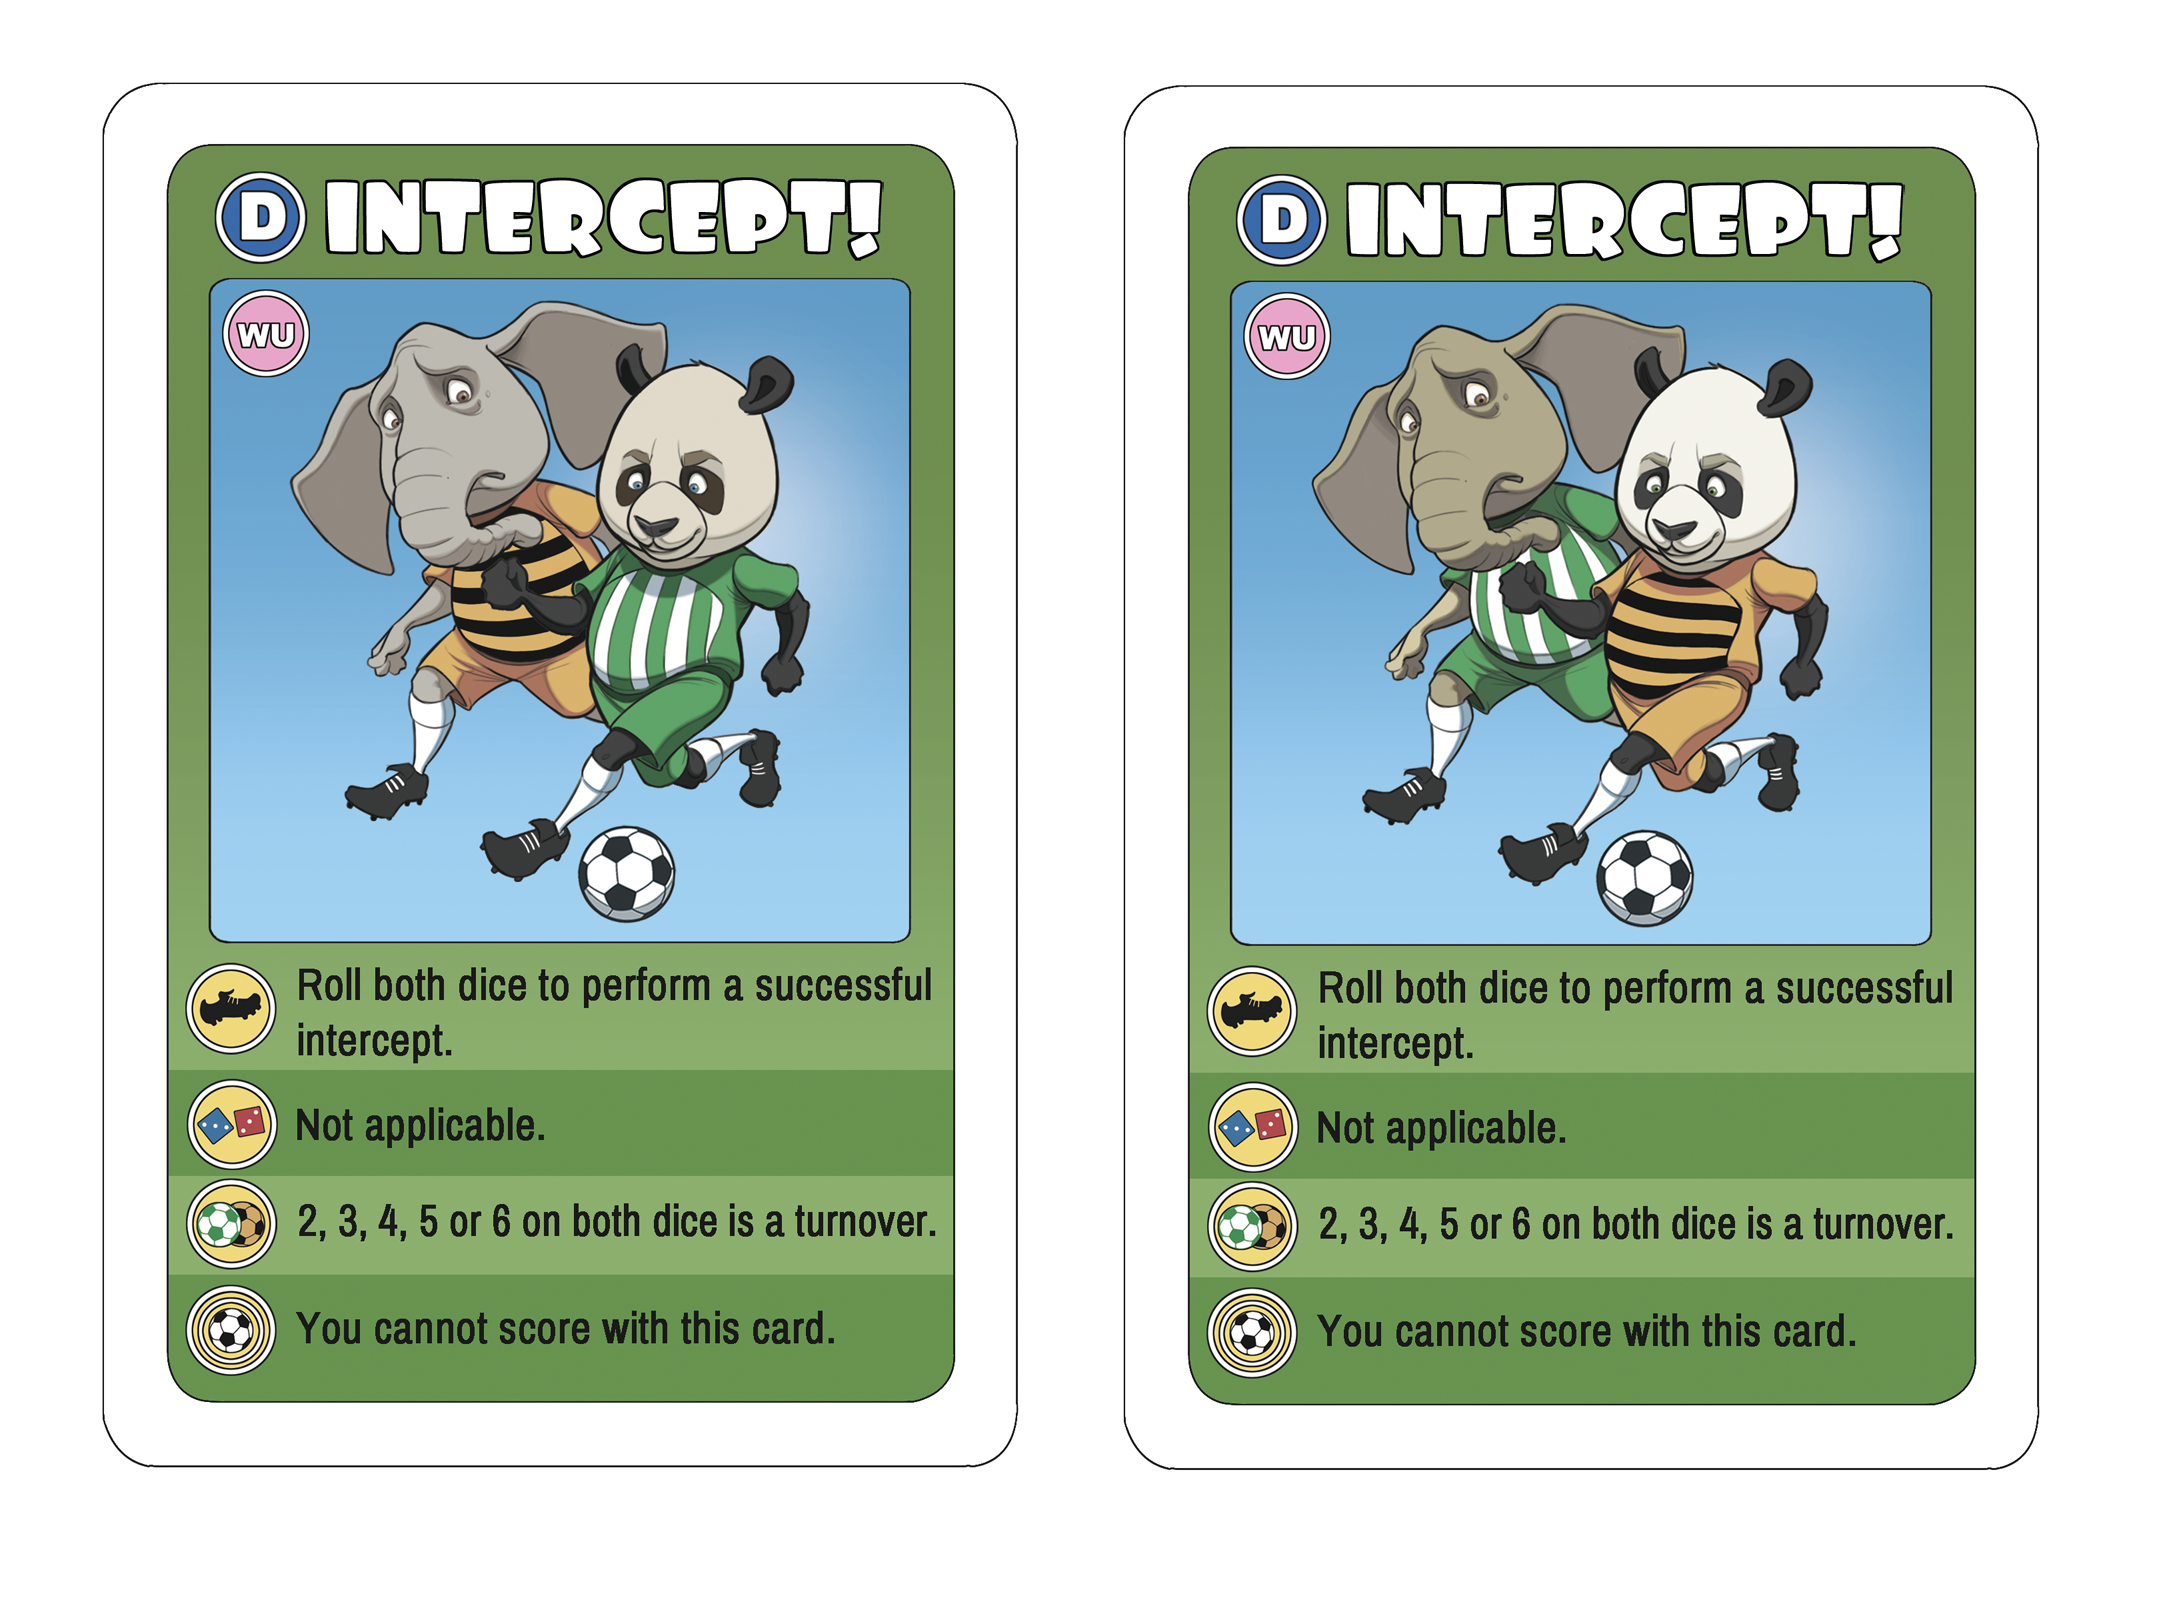 D INTERCEPT!
WU
Roll both dice to perform a successful
intercept.
Not applicable.
2, 3, 4, 5 or 6 on both dice is a turnover.
You cannot score with this card.
D INTERCEPT!
WU
Roll both dice to perform a successful
intercept.
Not applicable.
2, 3, 4, 5 or 6 on both dice is a turnover.
You cannot score with this card.